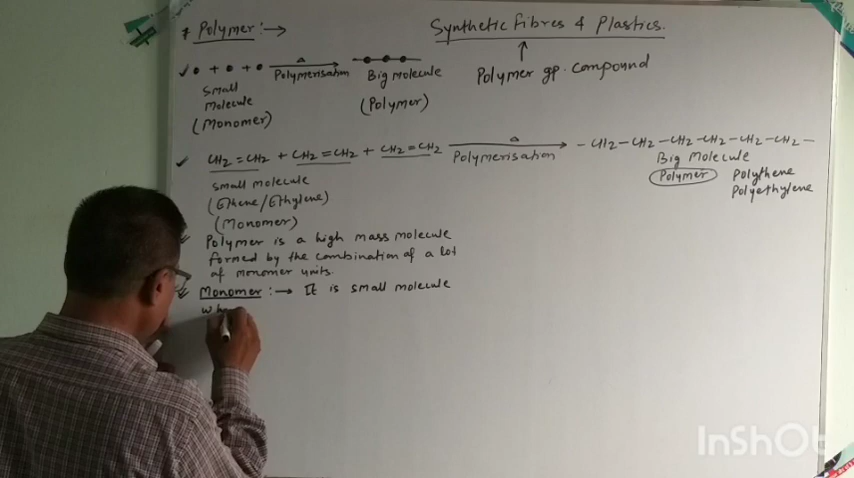 * Polymer :→
Synthetic Fibres & Plastics.
Polymer gp. compound
✓ • + • + • Δ Polymerisation
Small
Molecule
(Monomer)
Big Molecule
(Polymer)
✓ CH2=CH2 + CH2=CH2 + CH2=CH2 Δ Polymerisation → -CH2-CH2-CH2-CH2-CH2-CH2-
Small molecule
(Ethene/Ethylene)
(Monomer)
Big Molecule
Polymer Polythene
Polyethylene
Polymer is a high mass molecule
formed by the combination of a lot
of monomer units.
Monomer :→ It is small molecule
wh
InShOt